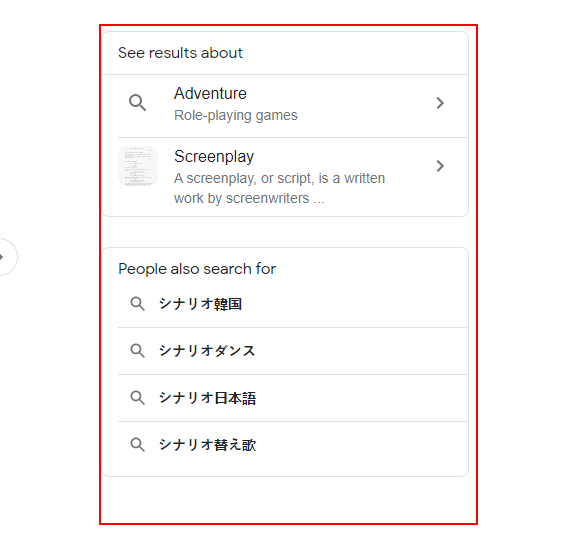 See results about
Adventure
Role-playing games
Screenplay
A screenplay, or script, is a written
work by screenwriters ...
People also search for
シナリオ韓国
シナリオダンス
シナリオ日本語
シナリオ替え歌